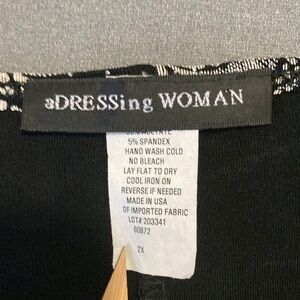 aDRESSing WOMAN
5% SPANDEX
HAND WASH COLD
NO BLEACH
LAY FLAT TO DRY
COOL IRON ON
REVERSE IF NEEDED
MADE IN USA
OF IMPORTED FABRIC
LOT# 203341
60872
2X